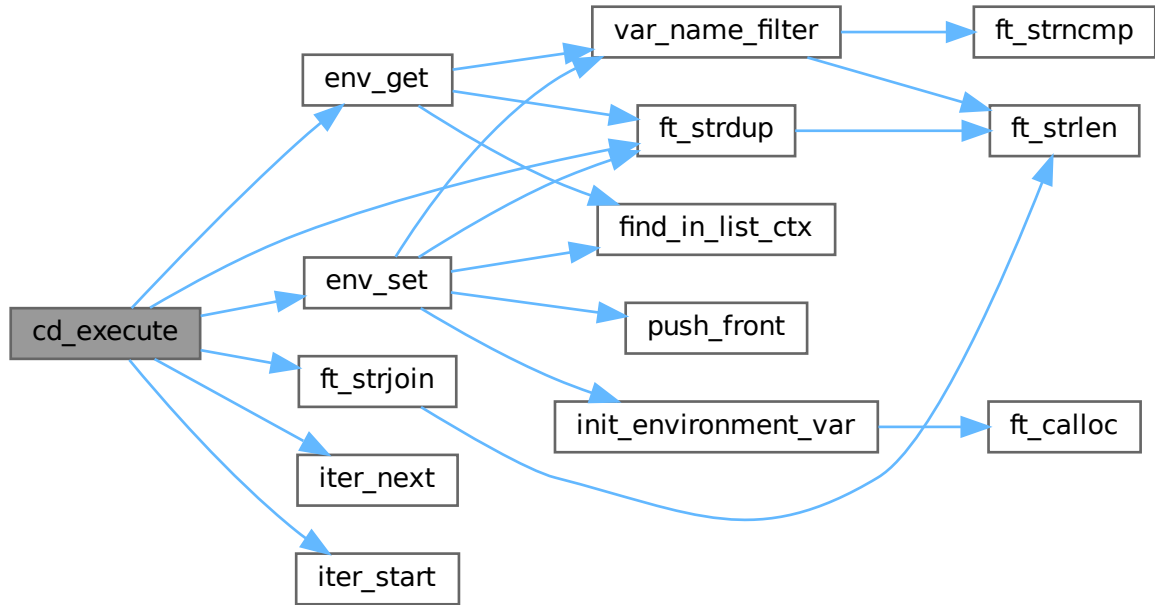 var_name_filter
ft_strncmp
env_get
ft_strdup
ft_strlen
find_in_list_ctx
env_set
cd_execute
push_front
ft_strjoin
init_environment_var
ft_calloc
iter_next
iter_start